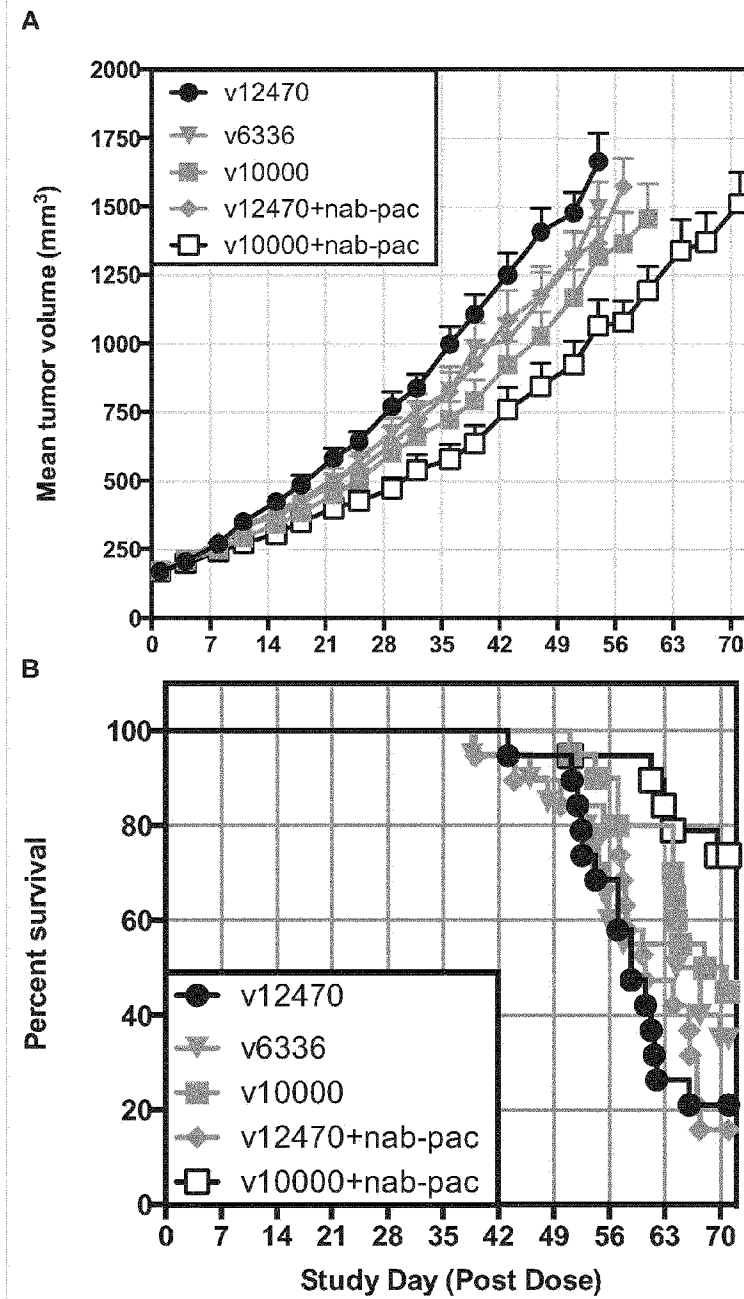 A
Mean tumor volume (mm³)
2000
1750
1500
1250
1000
750
500
250
0
v12470
v6336
v10000
v12470+nab-pac
v10000+nab-pac
0 7 14 21 28 35 42 49 56 63 70
B
Percent survival
100
80
60
40
20
0
v12470
v6336
v10000
v12470+nab-pac
v10000+nab-pac
0 7 14 21 28 35 42 49 56 63 70
Study Day (Post Dose)